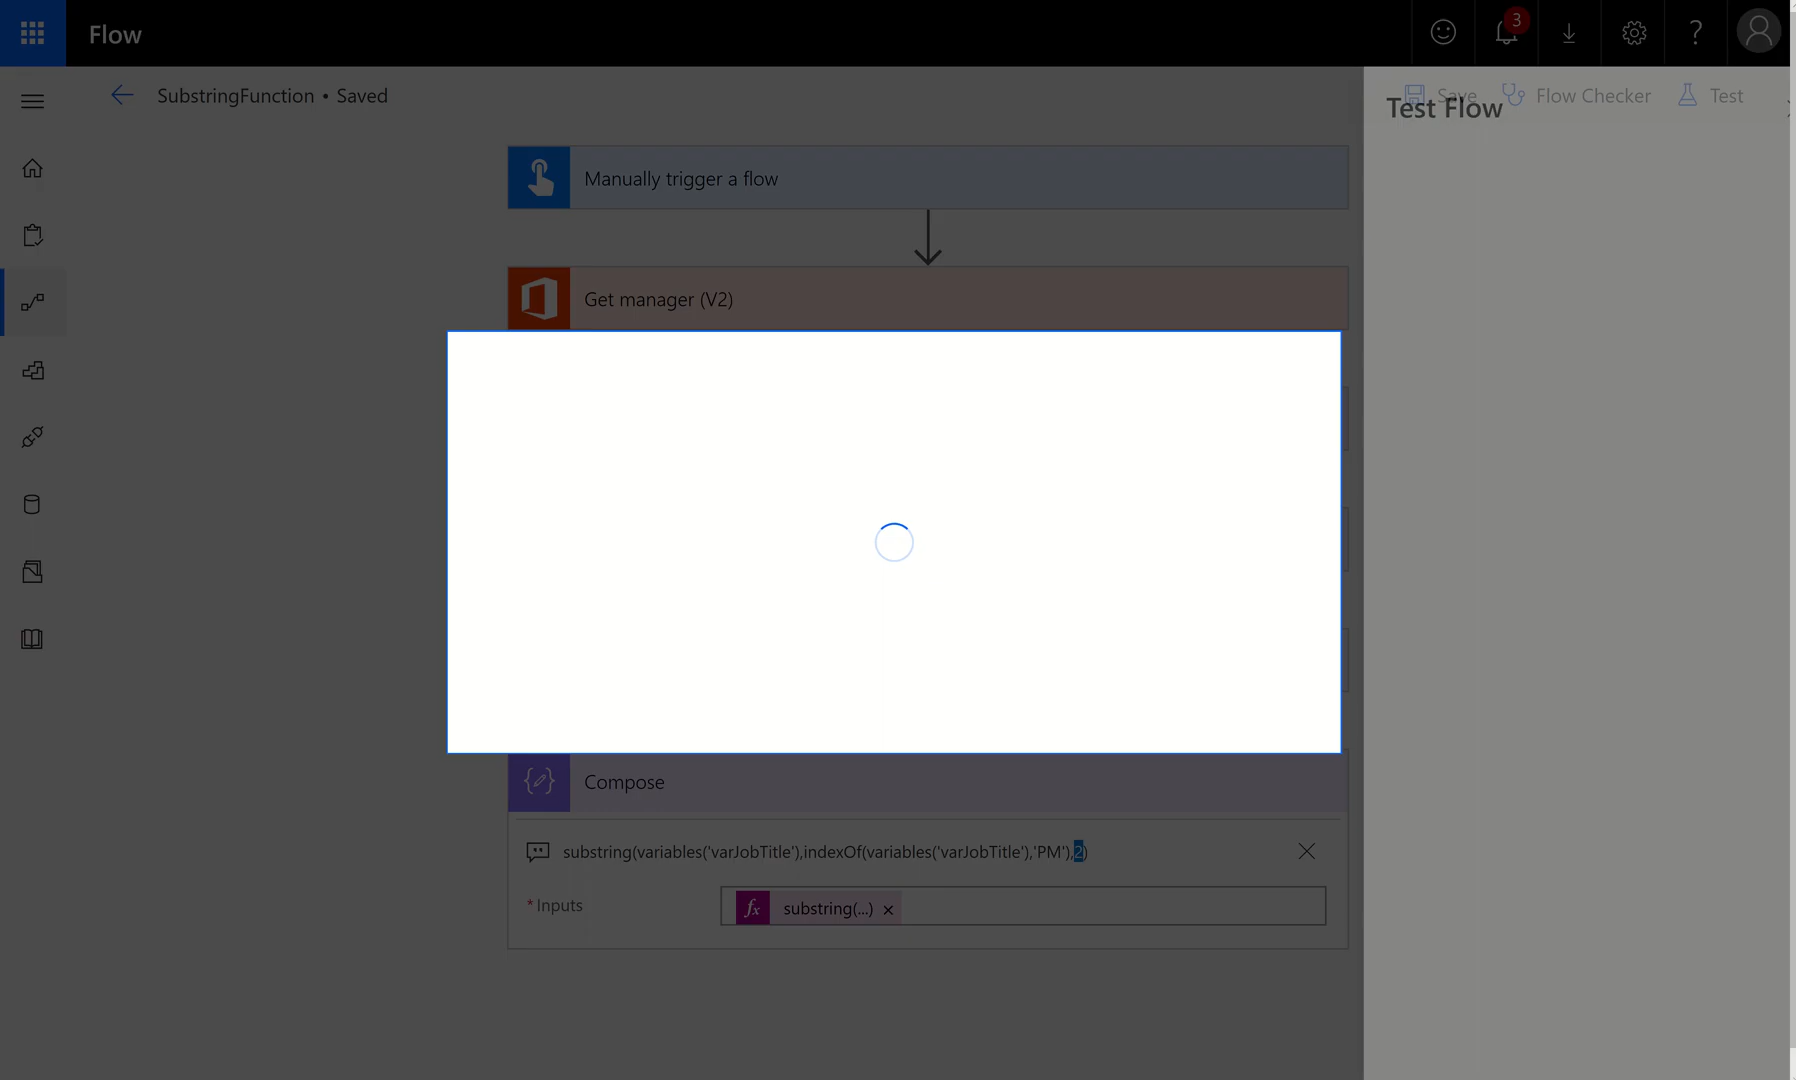 Flow
3
SubstringFunction • Saved
Save
Flow Checker
Test
Test Flow
Manually trigger a flow
Get manager (V2)
Compose
substring(variables('varJobTitle'),indexOf(variables('varJobTitle'),'PM'),2)
* Inputs
fx substring(...) ×